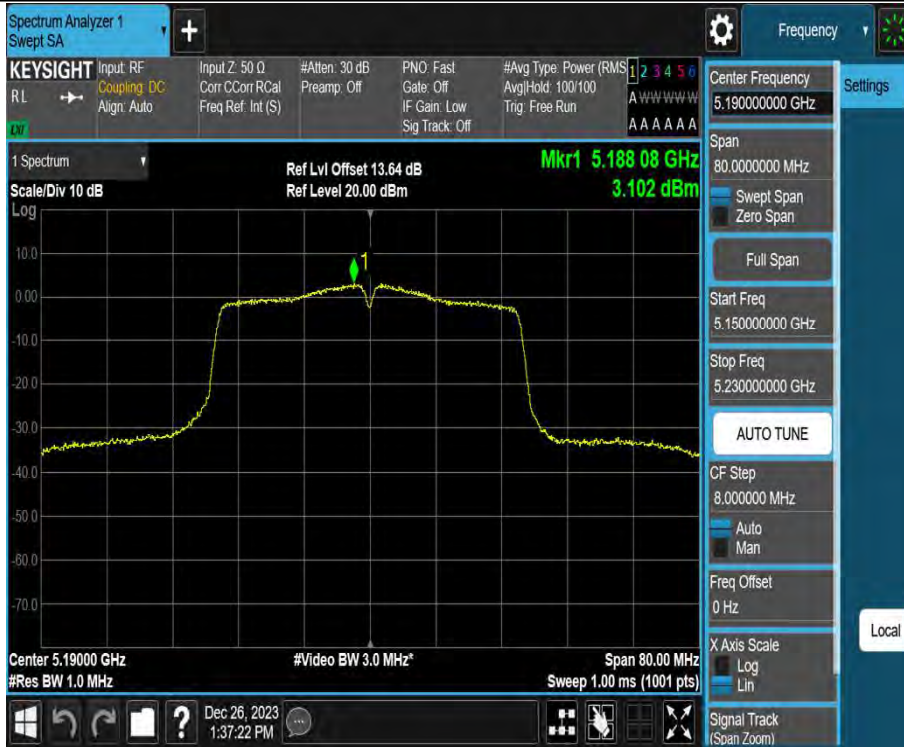 Spectrum Analyzer 1
Swept SA
+
Frequency
KEYSIGHT
RL
LXI
Input: RF
Coupling: DC
Align: Auto
Input Z: 50 Ω
Corr CCorr RCal
Freq Ref: Int (S)
#Atten: 30 dB
Preamp: Off
PNO: Fast
Gate: Off
IF Gain: Low
Sig Track: Off
#Avg Type: Power (RMS
Avg|Hold: 100/100
Trig: Free Run
1 2 3 4 5 6
A W W W W W
A A A A A A
1 Spectrum
Scale/Div 10 dB
Log
Ref Lvl Offset 13.64 dB
Ref Level 20.00 dBm
Mkr1 5.188 08 GHz
3.102 dBm
1
10.0
0.00
-10.0
-20.0
-30.0
-40.0
-50.0
-60.0
-70.0
Center 5.19000 GHz
#Res BW 1.0 MHz
#Video BW 3.0 MHz*
Span 80.00 MHz
Sweep 1.00 ms (1001 pts)
?
Dec 26, 2023
1:37:22 PM
Center Frequency
5.190000000 GHz
Span
80.0000000 MHz
Swept Span
Zero Span
Full Span
Start Freq
5.150000000 GHz
Stop Freq
5.230000000 GHz
AUTO TUNE
CF Step
8.000000 MHz
Auto
Man
Freq Offset
0 Hz
X Axis Scale
Log
Lin
Signal Track
(Span Zoom)
Settings
Local